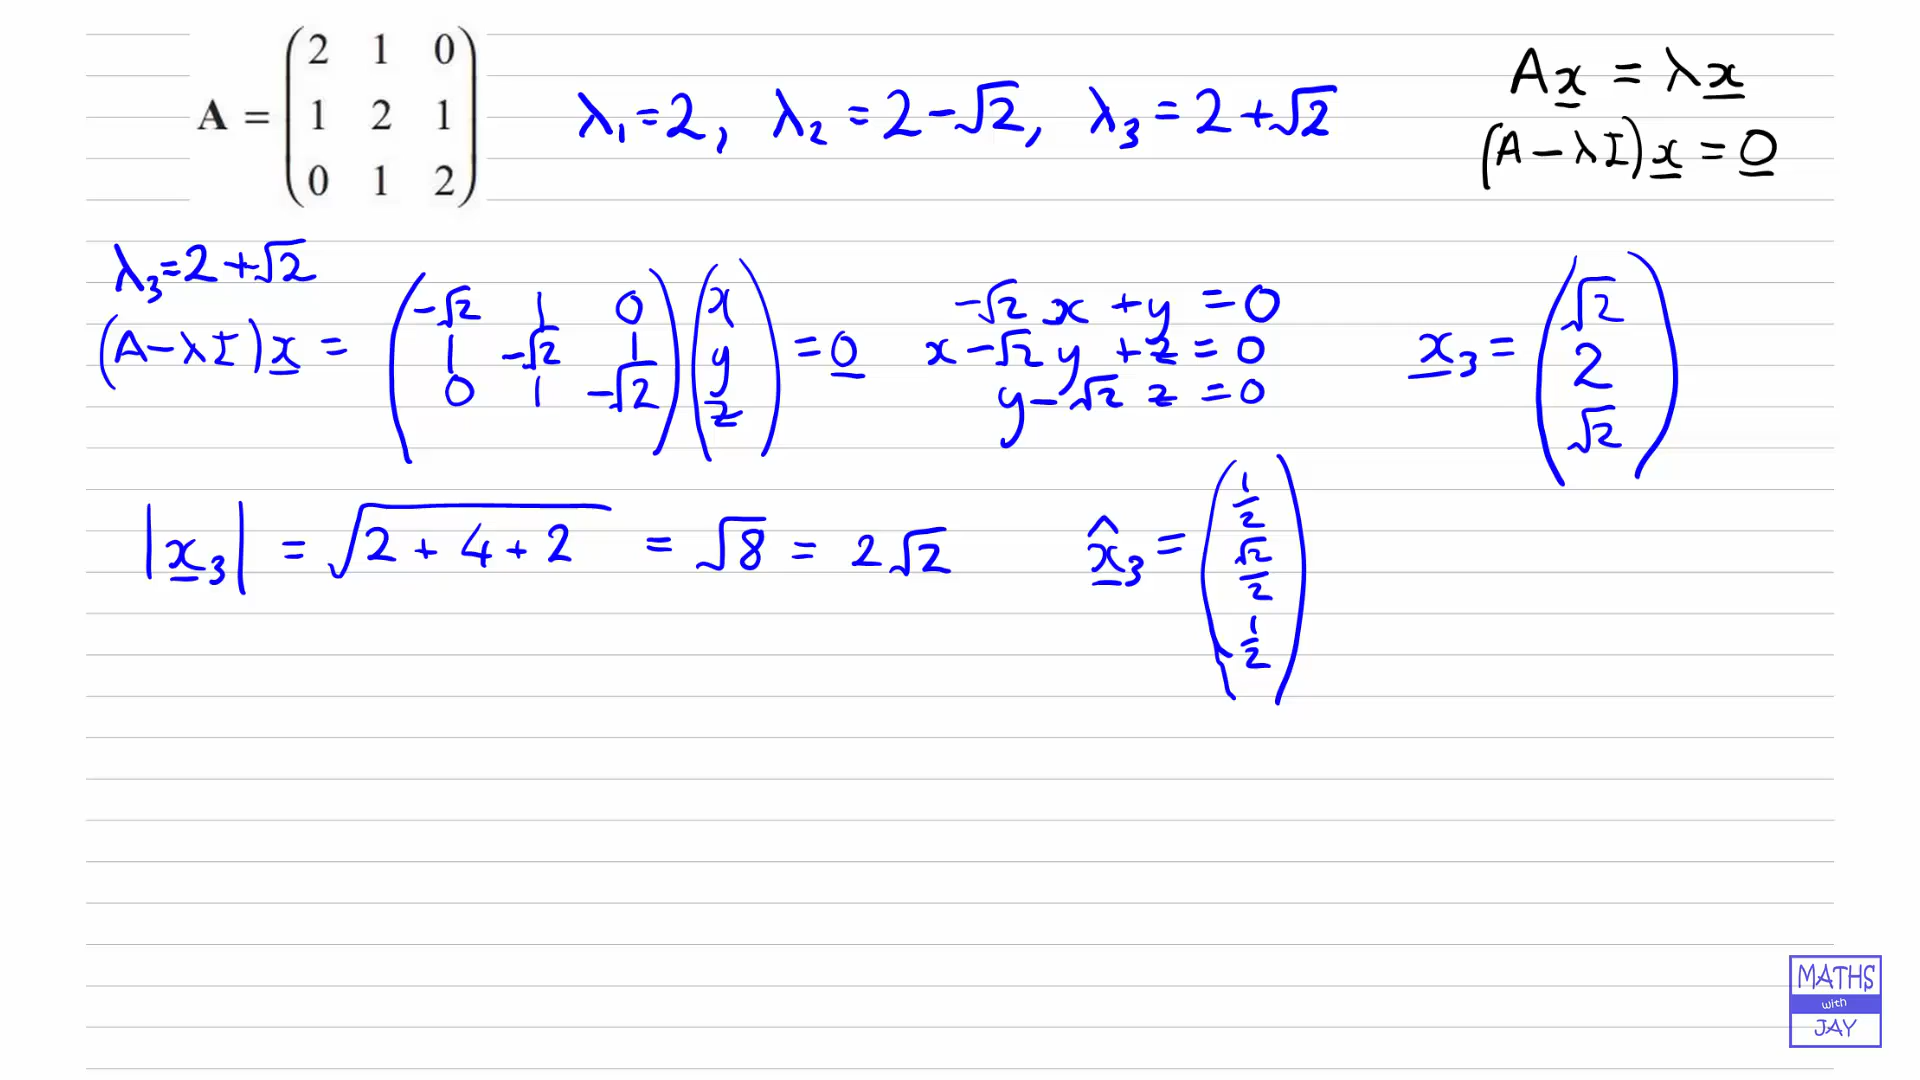 A = (2 1 0
1 2 1
0 1 2)
λ₁=2, λ₂=2-√2, λ₃=2+√2
Ax = λx
(A-λI)x = 0
λ₃=2+√2
(A-λI)x = (-√2 1 0
1 -√2 1
0 1 -√2) (x
y
z) = 0
-√2 x + y = 0
x - √2 y + z = 0
y - √2 z = 0
x₃ = (√2
2
√2)
|x₃| = √(2+4+2) = √8 = 2√2
x̂₃ = (1/2
√2/2
1/2)
MATHS
with
JAY